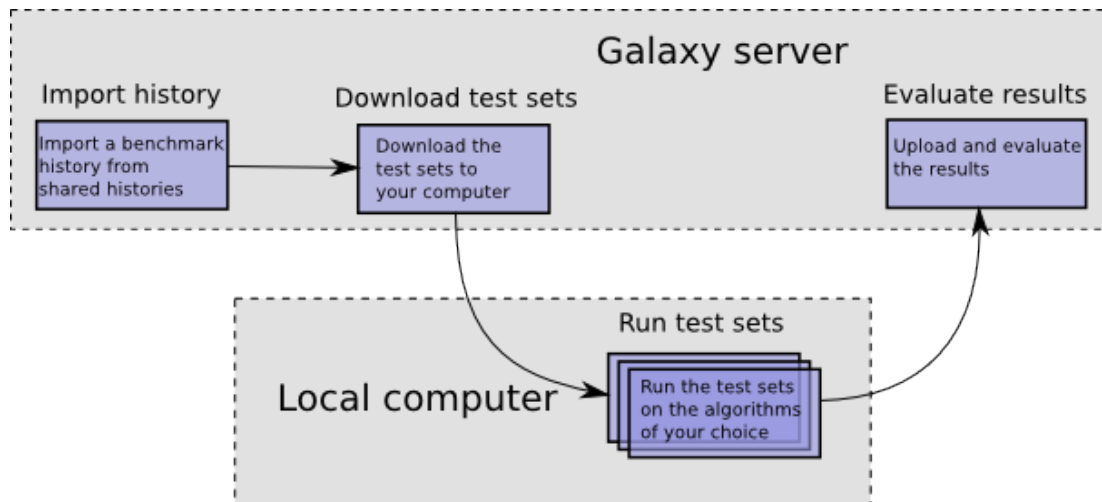 Galaxy server
Import history
Import a benchmark
history from
shared histories
Download test sets
Download the
test sets to
your computer
Evaluate results
Upload and evaluate
the results
Local computer
Run test sets
Run the test sets
on the algorithms
of your choice